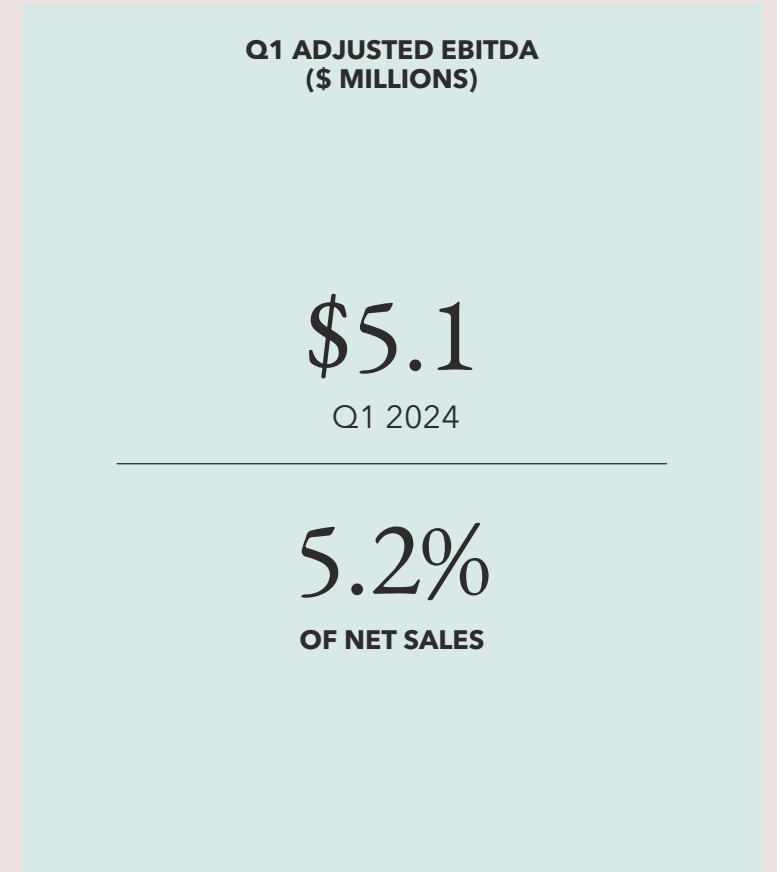 Q1 ADJUSTED EBITDA
($ MILLIONS)
$5.1
Q1 2024
5.2%
OF NET SALES